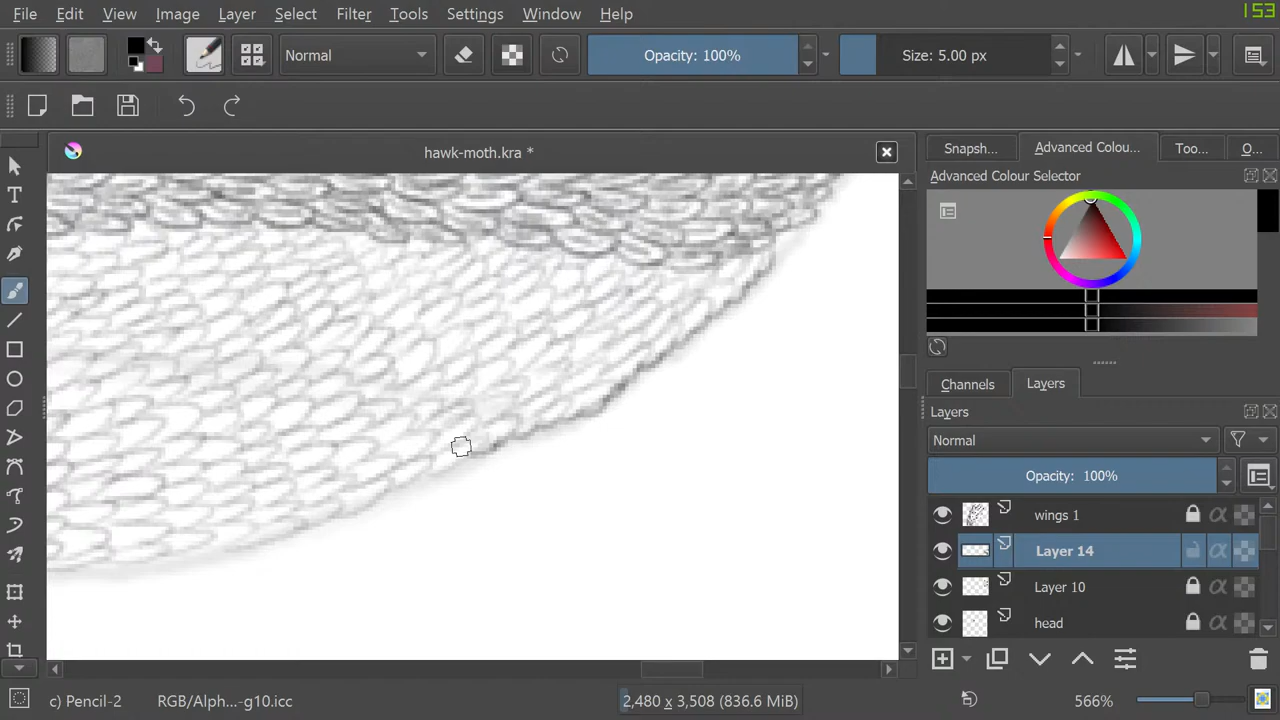 File Edit View Image Layer Select Filter Tools Settings Window Help 153
Normal Opacity: 100% Size: 5.00 px
hawk-moth.kra *
Snapsh... Advanced Colou... Too... O...
Advanced Colour Selector
Channels Layers
Layers
Normal
Opacity: 100%
wings 1
Layer 14
Layer 10
head
c) Pencil-2 RGB/Alph...-g10.icc 2,480 x 3,508 (836.6 MiB) 566%